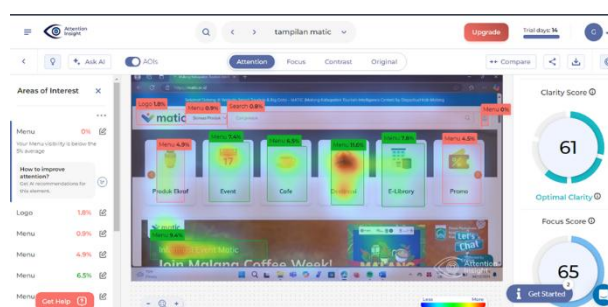 Attention
Insight
tampilan matic
Upgrade
Trial days: 14
G
Ask AI
AOIs
Attention
Focus
Contrast
Original
Compare
Areas of Interest
Menu 0%
Your Menu visibility is below the
5% average
How to improve
attention?
Get AI recommendations for
this element.
Logo 1.8%
Menu 0.9%
Menu 4.9%
Menu 6.5%
Menu
Get Help
Logo 1.8%
Menu 0.9%
Search 0.8%
Menu 0%
matic
Menu 4.9%
Menu 7.4%
Menu 6.5%
Menu 7.8%
Menu 4.5%
Produk Ekraf
Event
Cafe
E-Library
Promo
matic
Join Malang Coffee Week!
Let's
Chat
Attention
Insight
Clarity Score
61
Optimal Clarity
Focus Score
65
Get Started
2
Less
More